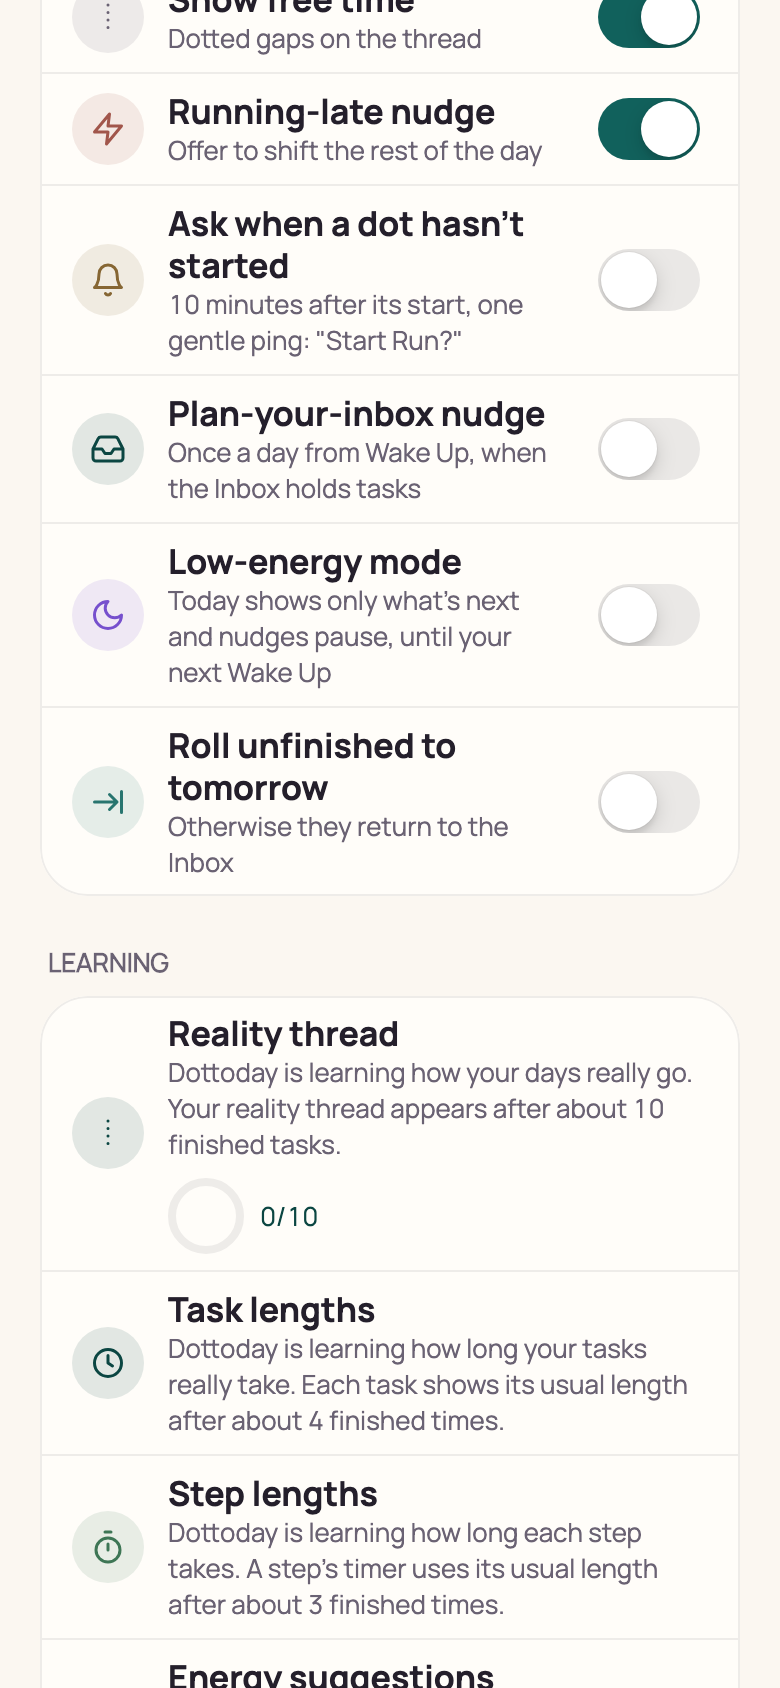 Show free time
Dotted gaps on the thread
Running-late nudge
Offer to shift the rest of the day
Ask when a dot hasn't
started
10 minutes after its start, one
gentle ping: "Start Run?"
Plan-your-inbox nudge
Once a day from Wake Up, when
the Inbox holds tasks
Low-energy mode
Today shows only what's next
and nudges pause, until your
next Wake Up
Roll unfinished to
tomorrow
Otherwise they return to the
Inbox
LEARNING
Reality thread
Dottoday is learning how your days really go.
Your reality thread appears after about 10
finished tasks.
0/10
Task lengths
Dottoday is learning how long your tasks
really take. Each task shows its usual length
after about 4 finished times.
Step lengths
Dottoday is learning how long each step
takes. A step's timer uses its usual length
after about 3 finished times.
Energy suggestions